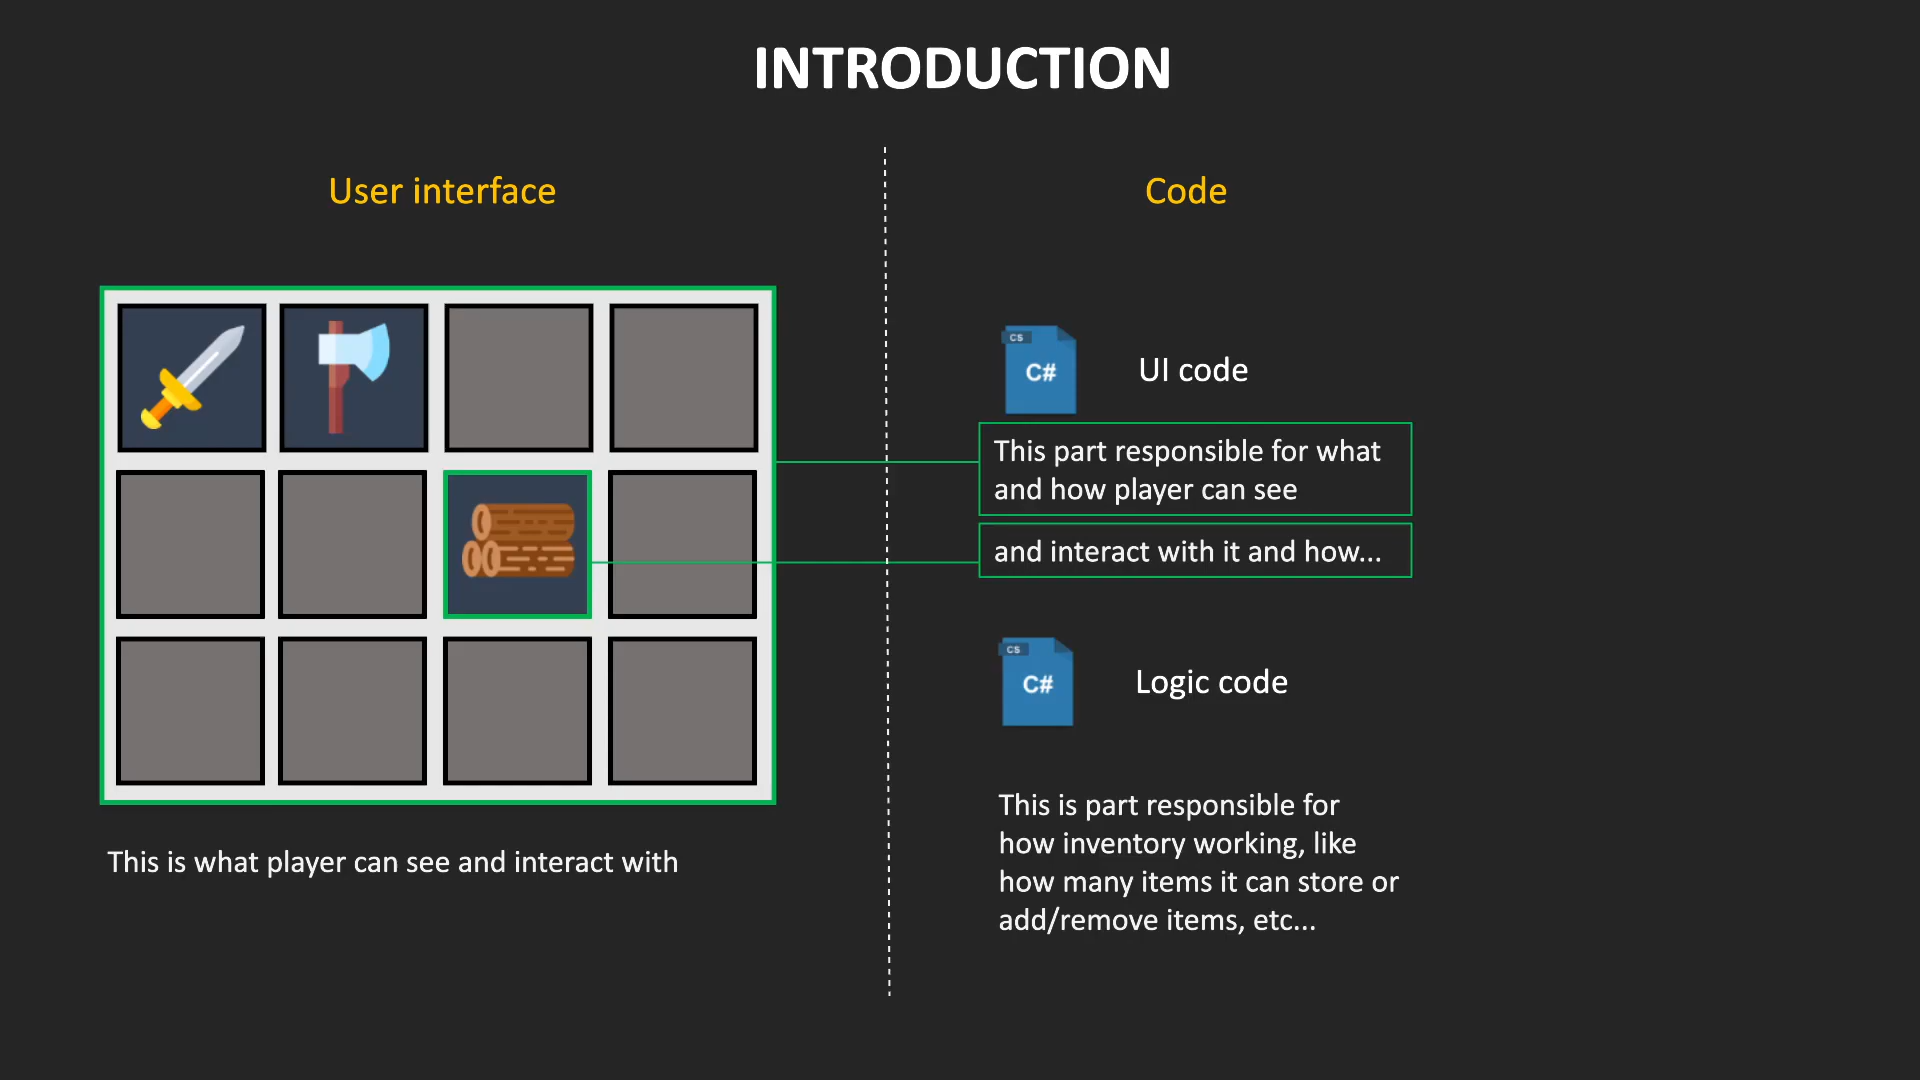 INTRODUCTION
User interface
This is what player can see and interact with
Code
CS
C#
UI code
This part responsible for what
and how player can see
and interact with it and how...
CS
C#
Logic code
This is part responsible for
how inventory working, like
how many items it can store or
add/remove items, etc...